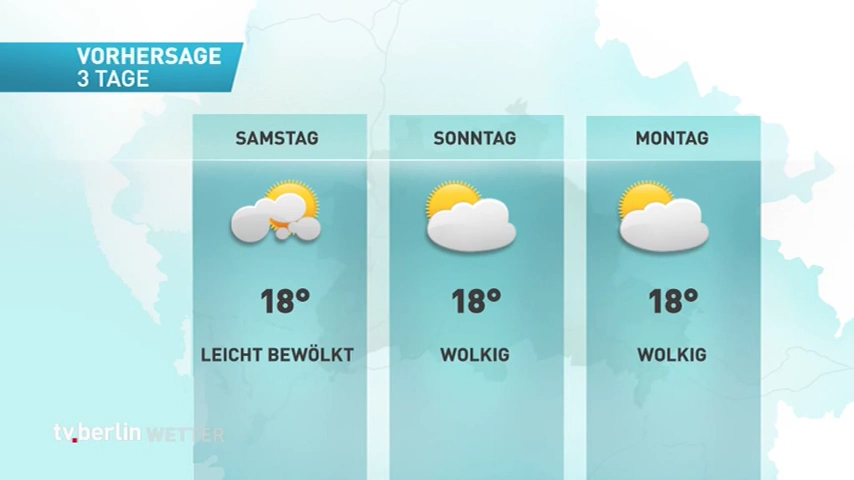 VORHERSAGE
3 TAGE
SAMSTAG
SONNTAG
MONTAG
18°
18°
18°
LEICHT BEWÖLKT
WOLKIG
WOLKIG
tv.berlin WETTER